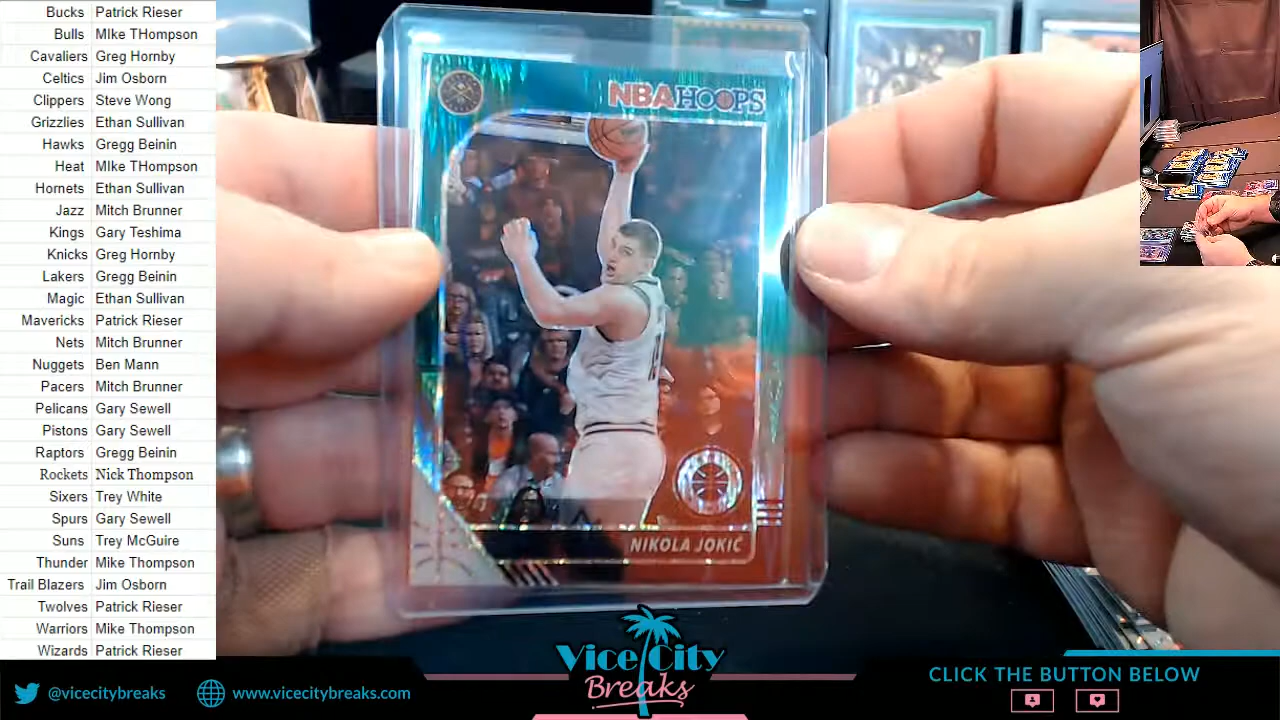 Bucks Patrick Rieser
Bulls MIke THompson
Cavaliers Greg Hornby
Celtics Jim Osborn
Clippers Steve Wong
Grizzlies Ethan Sullivan
Hawks Gregg Beinin
Heat MIke THompson
Hornets Ethan Sullivan
Jazz Mitch Brunner
Kings Gary Teshima
Knicks Greg Hornby
Lakers Gregg Beinin
Magic Ethan Sullivan
Mavericks Patrick Rieser
Nets Mitch Brunner
Nuggets Ben Mann
Pacers Mitch Brunner
Pelicans Gary Sewell
Pistons Gary Sewell
Raptors Gregg Beinin
Rockets Nick Thompson
Sixers Trey White
Spurs Gary Sewell
Suns Trey McGuire
Thunder Mike Thompson
Trail Blazers Jim Osborn
Twolves Patrick Rieser
Warriors Mike Thompson
Wizards Patrick Rieser
NBA HOOPS
NIKOLA JOKIĆ
Vice City
Breaks
@vicecitybreaks
www.vicecitybreaks.com
CLICK THE BUTTON BELOW